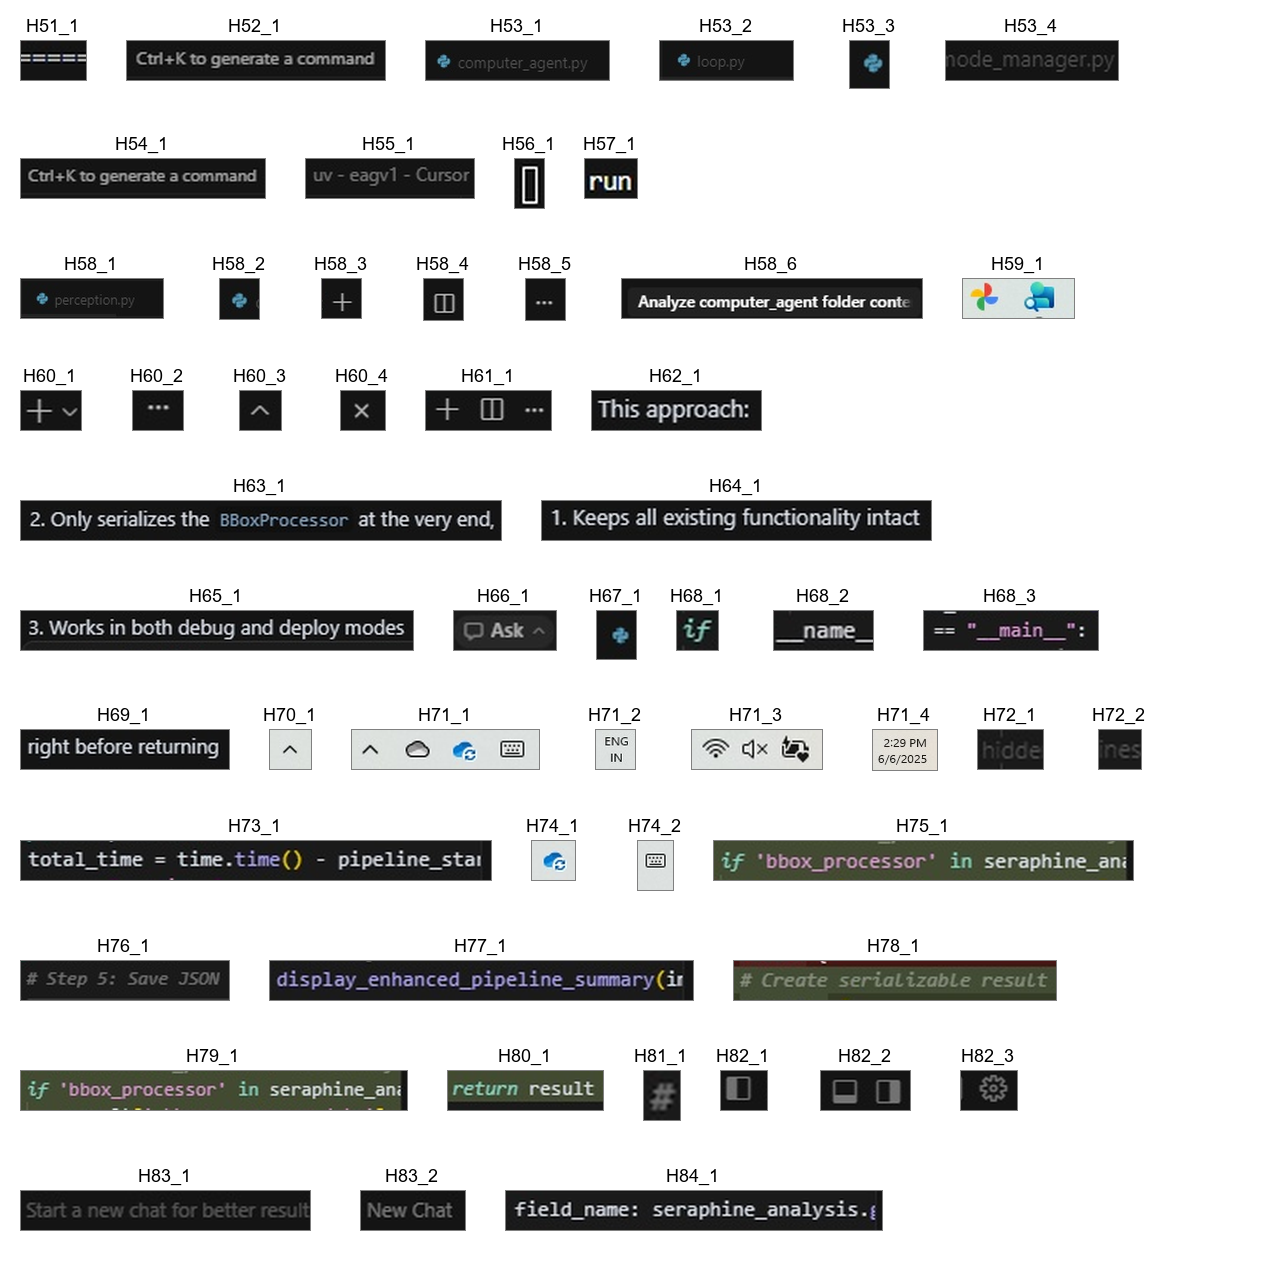 H51_1 H52_1 H53_1 H53_2 H53_3 H53_4
===== Ctrl+K to generate a command computer_agent.py loop.py mode_manager.py
H54_1 H55_1 H56_1 H57_1
Ctrl+K to generate a command uv - eagv1 - Cursor run
H58_1 H58_2 H58_3 H58_4 H58_5 H58_6 H59_1
perception.py Analyze computer_agent folder conte
H60_1 H60_2 H60_3 H60_4 H61_1 H62_1
This approach:
H63_1 H64_1
2. Only serializes the BBoxProcessor at the very end, 1. Keeps all existing functionality intact
H65_1 H66_1 H67_1 H68_1 H68_2 H68_3
3. Works in both debug and deploy modes Ask if __name_ == "__main__":
H69_1 H70_1 H71_1 H71_2 H71_3 H71_4 H72_1 H72_2
right before returning ENG 2:29 PM hidde ines
IN 6/6/2025
H73_1 H74_1 H74_2 H75_1
total_time = time.time() - pipeline_star if 'bbox_processor' in seraphine_ana
H76_1 H77_1 H78_1
# Step 5: Save JSON display_enhanced_pipeline_summary(i # Create serializable result
H79_1 H80_1 H81_1 H82_1 H82_2 H82_3
if 'bbox_processor' in seraphine_ana return result #
H83_1 H83_2 H84_1
Start a new chat for better result New Chat field_name: seraphine_analysis.g